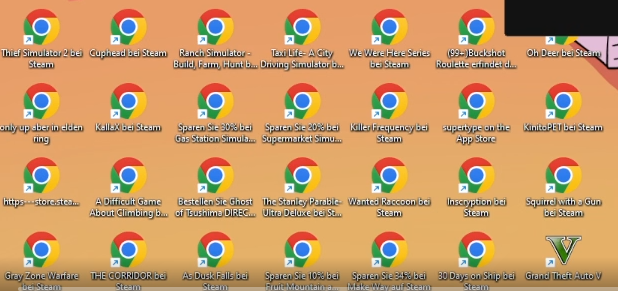 Thief Simulator 2 bei
Steam
Cuphead bei Steam
Ranch Simulator -
Build, Farm, Hunt b...
Taxi Life- A City
Driving Simulator b...
We Were Here Series
bei Steam
(99+) Buckshot
Roulette erfindet d...
Oh Deer bei Steam
only up aber in elden
ring
KallaX bei Steam
Sparen Sie 80% bei
Gas Station Simula...
Sparen Sie 20% bei
Supermarket Simu...
Killer Frequency bei
Steam
supertype on the
App Store
KinitoPET bei Steam
https---store.stea...
A Difficult Game
About Climbing b...
Bestellen Sie Ghost
of Tsushima DIREC...
The Stanley Parable-
Ultra Deluxe bei St...
Wanted Raccoon bei
Steam
Inscryption bei
Steam
Squirrel with a Gun
bei Steam
Gray Zone Warfare
bei Steam
THE CORRIDOR bei
Steam
As Dusk Falls bei
Steam
Sparen Sie 10% bei
Fruit Mountain a...
Sparen Sie 34% bei
Make Way auf Steam
30 Days on Ship bei
Steam
Grand Theft Auto V